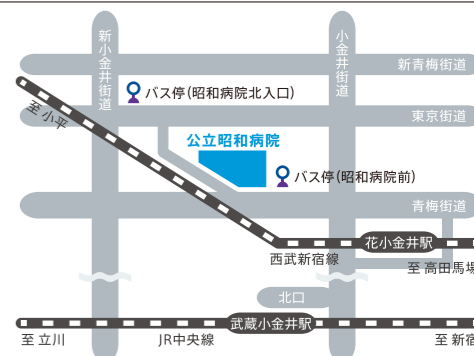 新小金井街道
小金井街道
新青梅街道
バス停(昭和病院北入口)
至 小平
東京街道
公立昭和病院
バス停(昭和病院前)
青梅街道
花小金井駅
西武新宿線
至 高田馬場
北口
武蔵小金井駅
至 立川
JR中央線
至 新宿